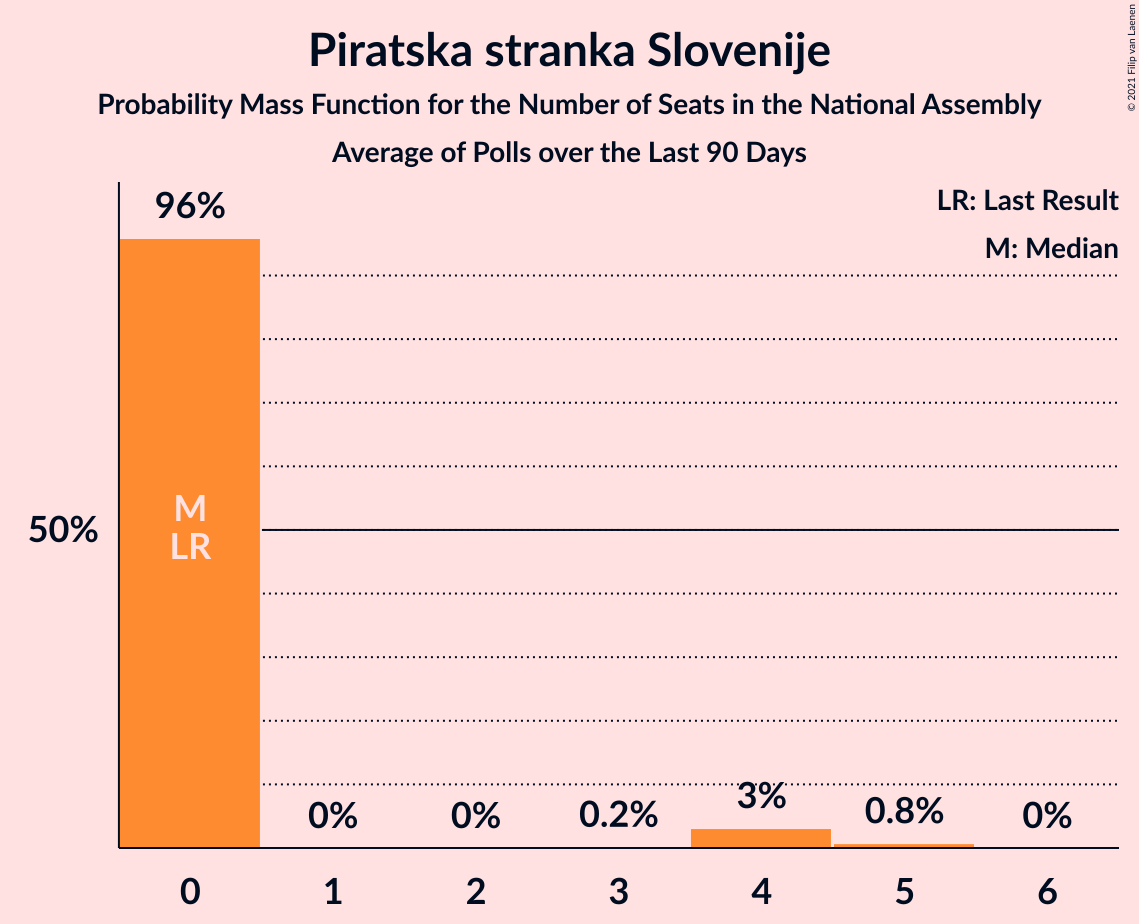 Piratska stranka Slovenije
Probability Mass Function for the Number of Seats in the National Assembly
Average of Polls over the Last 90 Days
© 2021 Filip van Laenen
LR: Last Result
M: Median
96%
50%
M
LR
0%
0%
0.2%
3%
0.8%
0%
0
1
2
3
4
5
6